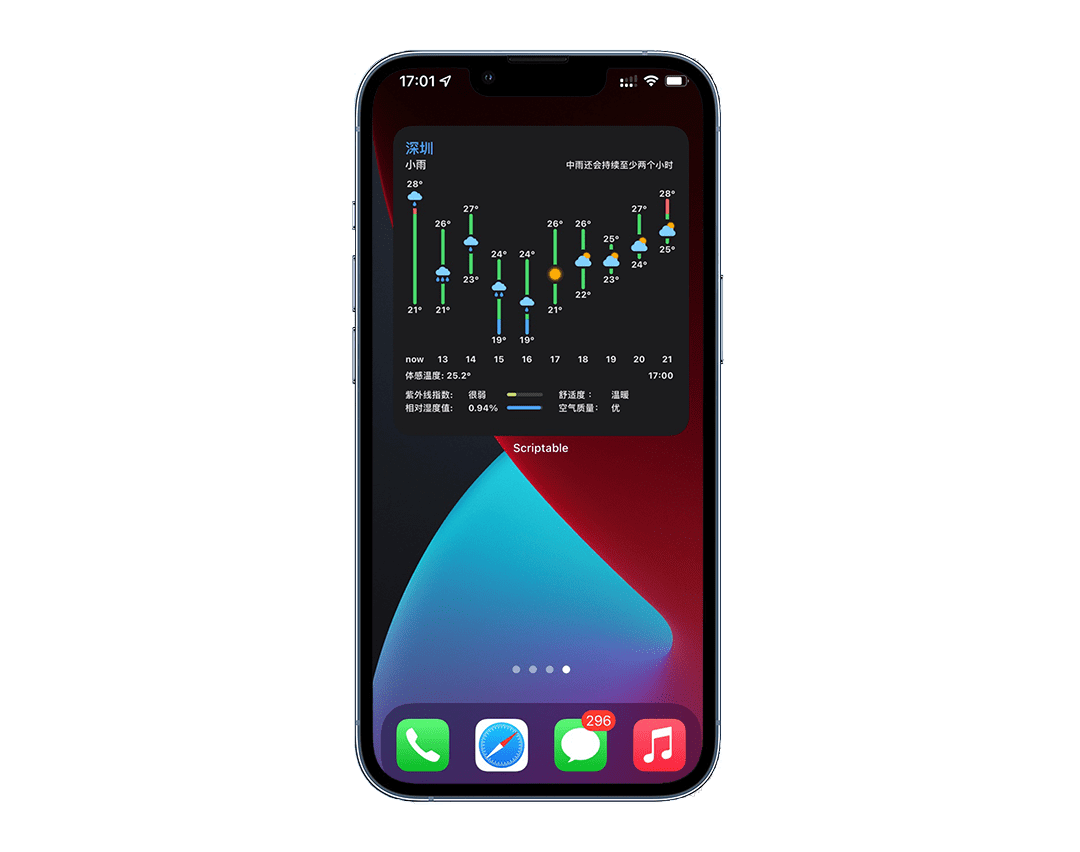 17:01
深圳
小雨
中雨还会持续至少两个小时
28° 26° 27° 24° 24° 26° 26° 25° 27° 28°
21° 21° 23° 19° 19° 21° 22° 23° 24° 25°
now 13 14 15 16 17 18 19 20 21
体感温度: 25.2° 17:00
紫外线指数: 很弱 舒适度： 温暖
相对湿度值: 0.94% 空气质量: 优
Scriptable
296